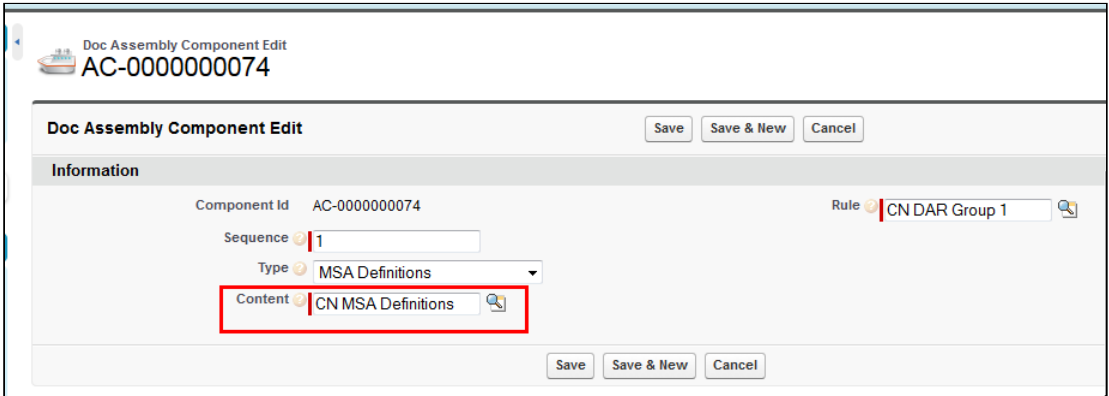 Doc Assembly Component Edit
AC-0000000074
Doc Assembly Component Edit Save Save & New Cancel
Information
Component Id AC-0000000074 Rule ? CN DAR Group 1
Sequence ? 1
Type ? MSA Definitions
Content ? CN MSA Definitions
Save Save & New Cancel